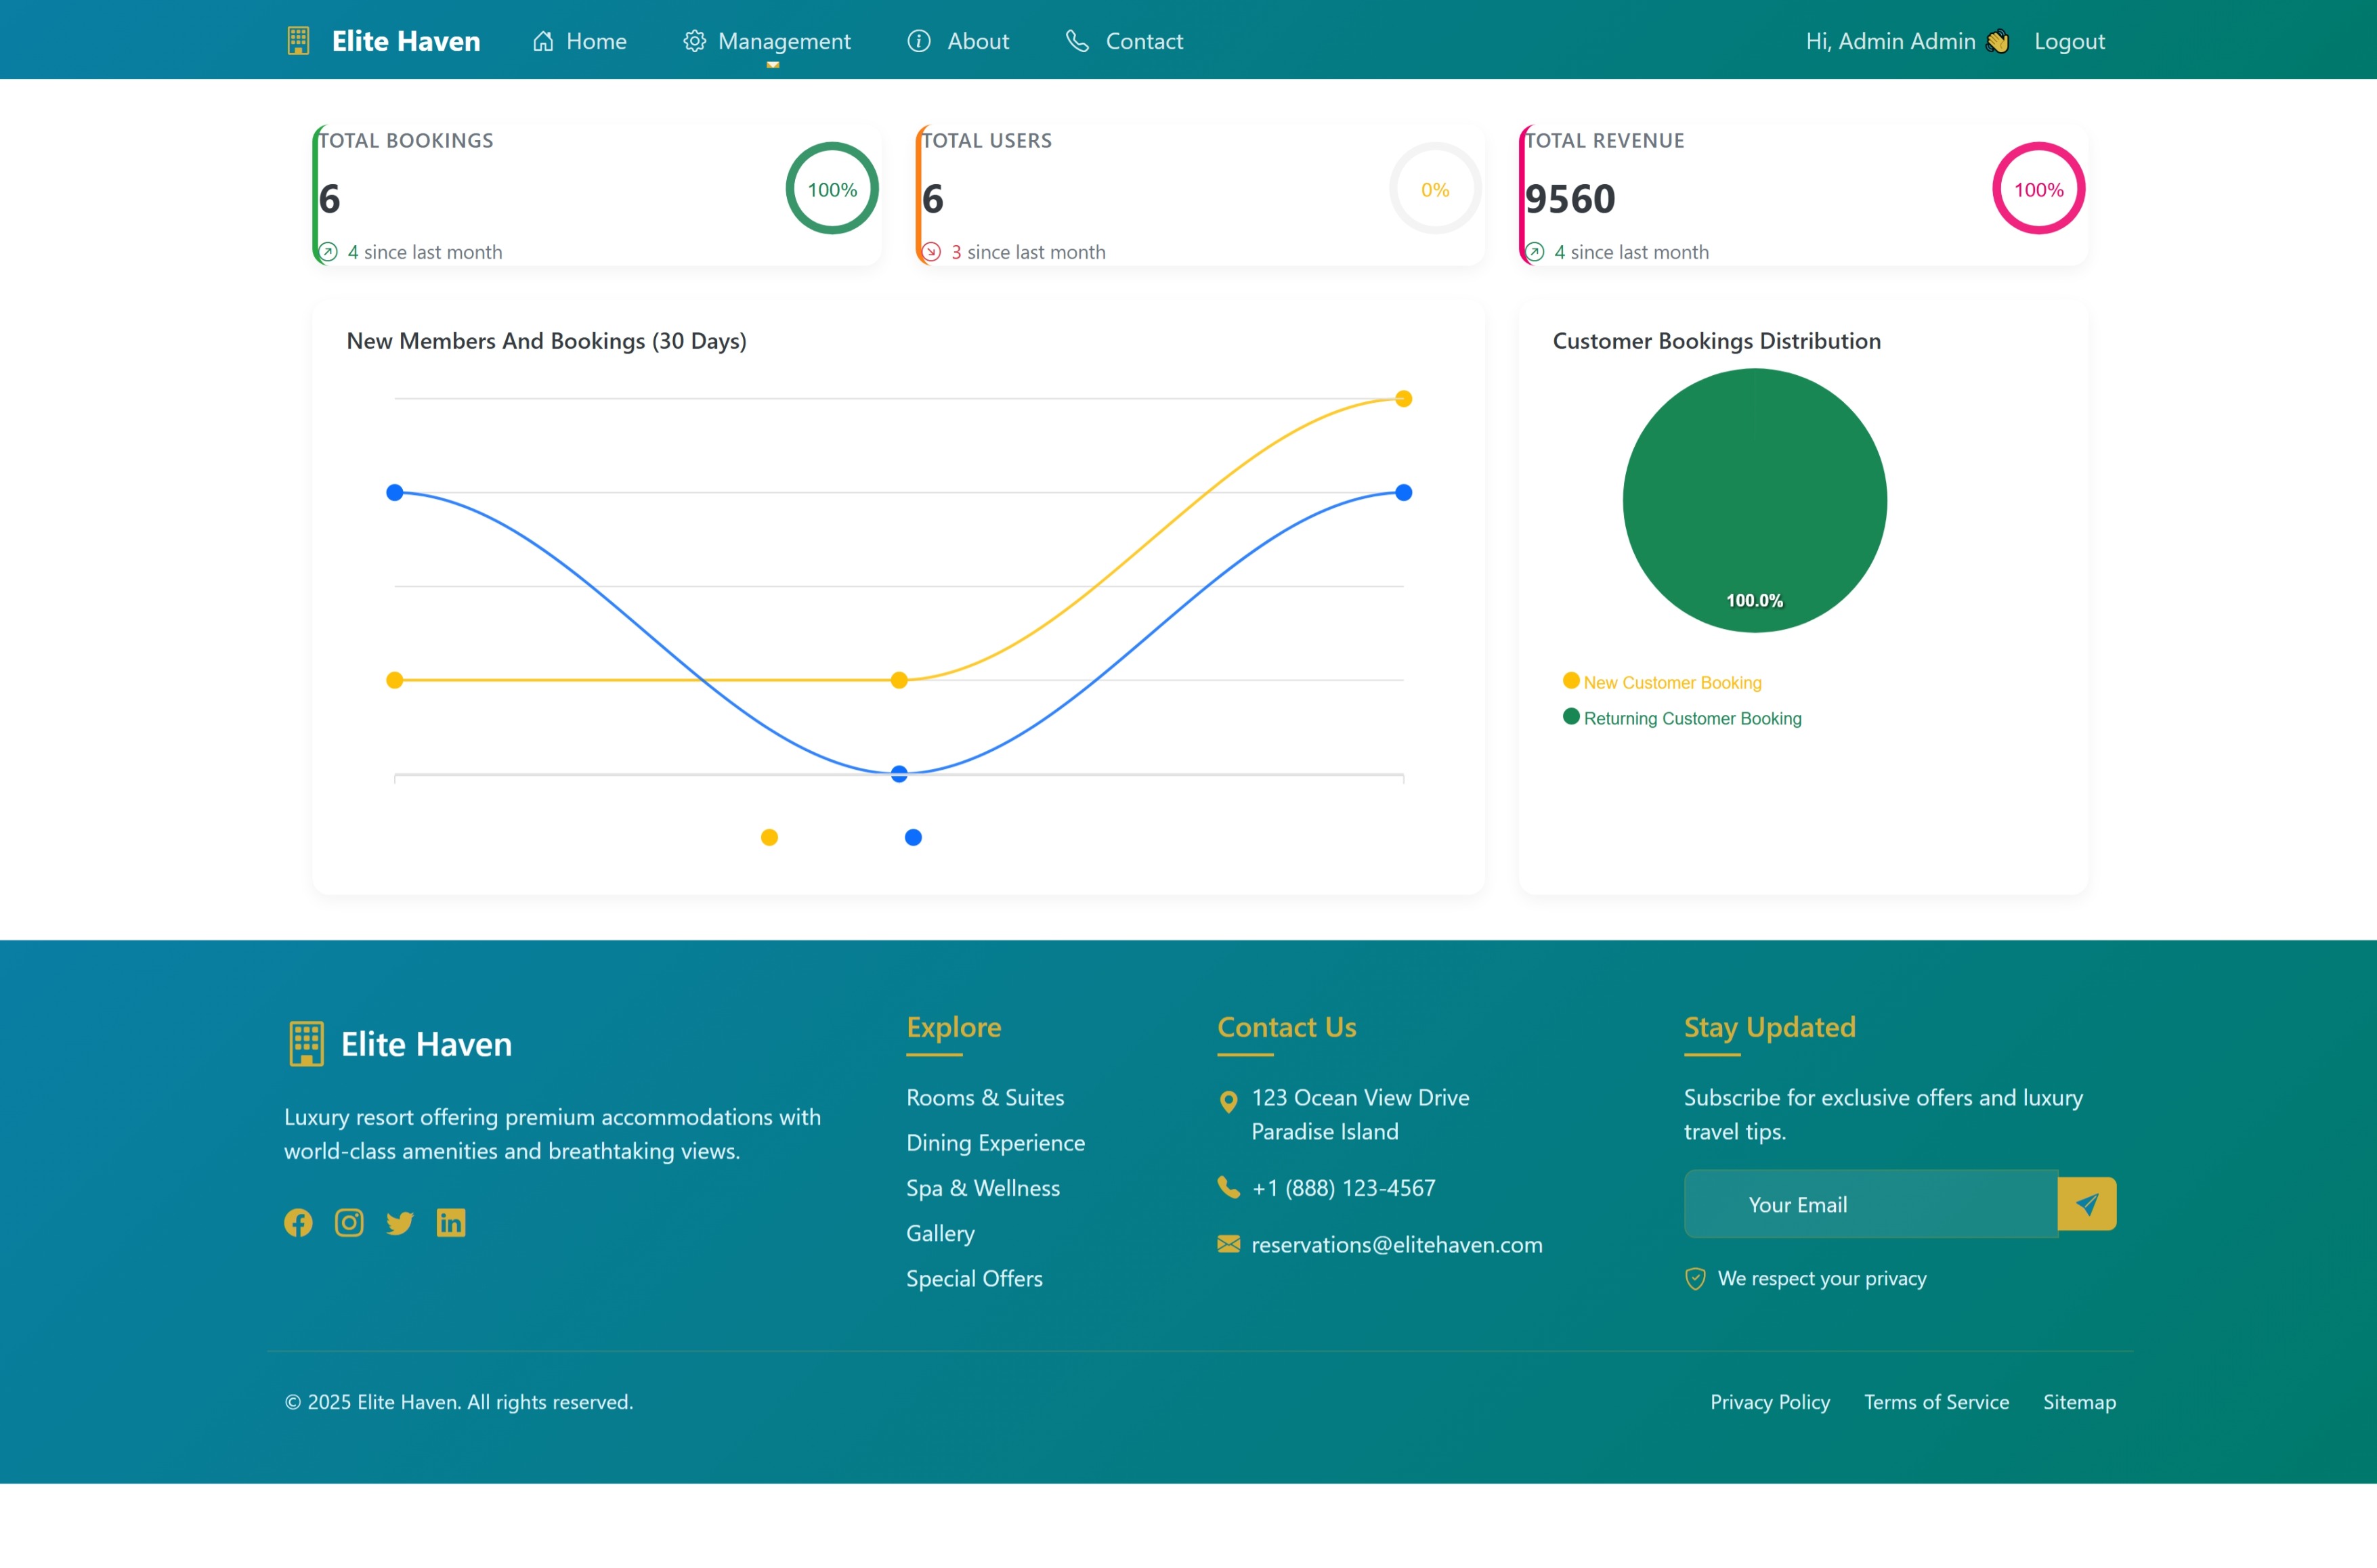 Elite Haven
Home
Management
About
Contact
Hi, Admin Admin 👋
Logout
TOTAL BOOKINGS
6
100%
4 since last month
TOTAL USERS
6
0%
3 since last month
TOTAL REVENUE
9560
100%
4 since last month
New Members And Bookings (30 Days)
Customer Bookings Distribution
100.0%
New Customer Booking
Returning Customer Booking
Elite Haven
Luxury resort offering premium accommodations with
world-class amenities and breathtaking views.
Explore
Rooms & Suites
Dining Experience
Spa & Wellness
Gallery
Special Offers
Contact Us
123 Ocean View Drive
Paradise Island
+1 (888) 123-4567
reservations@elitehaven.com
Stay Updated
Subscribe for exclusive offers and luxury
travel tips.
Your Email
We respect your privacy
© 2025 Elite Haven. All rights reserved.
Privacy Policy
Terms of Service
Sitemap